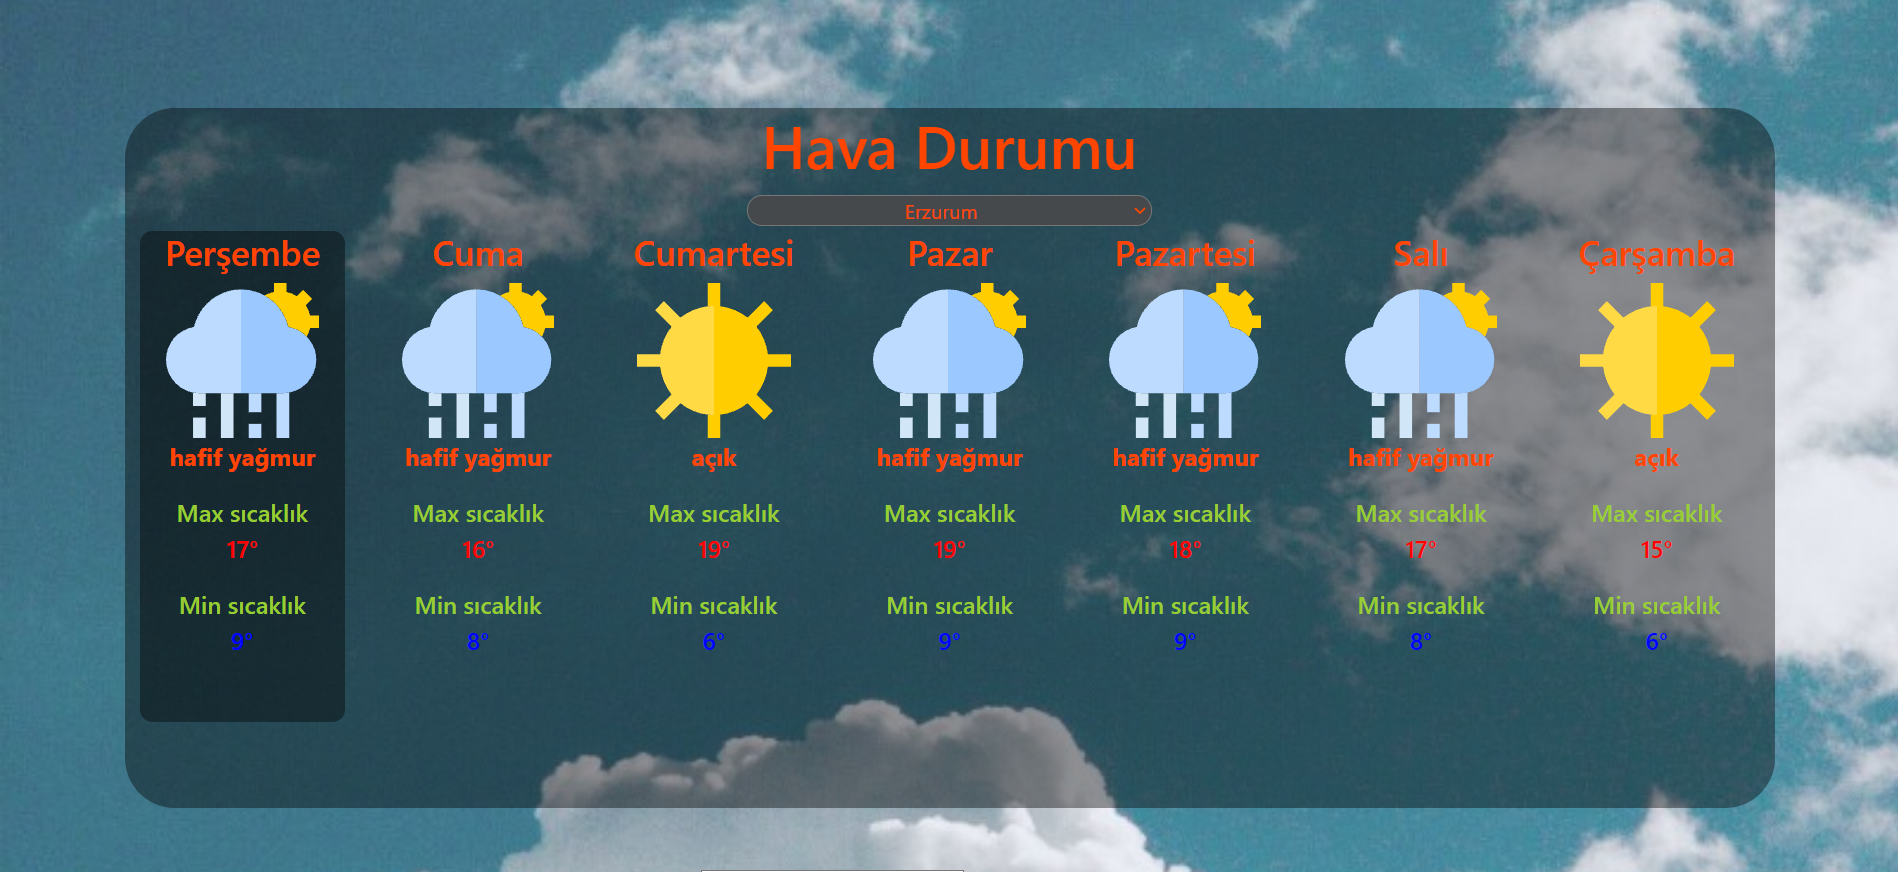 Hava Durumu
Erzurum
Perşembe
hafif yağmur
Max sıcaklık
17°
Min sıcaklık
9°
Cuma
hafif yağmur
Max sıcaklık
16°
Min sıcaklık
8°
Cumartesi
açık
Max sıcaklık
19°
Min sıcaklık
6°
Pazar
hafif yağmur
Max sıcaklık
19°
Min sıcaklık
9°
Pazartesi
hafif yağmur
Max sıcaklık
18°
Min sıcaklık
9°
Salı
hafif yağmur
Max sıcaklık
17°
Min sıcaklık
8°
Çarşamba
açık
Max sıcaklık
15°
Min sıcaklık
6°